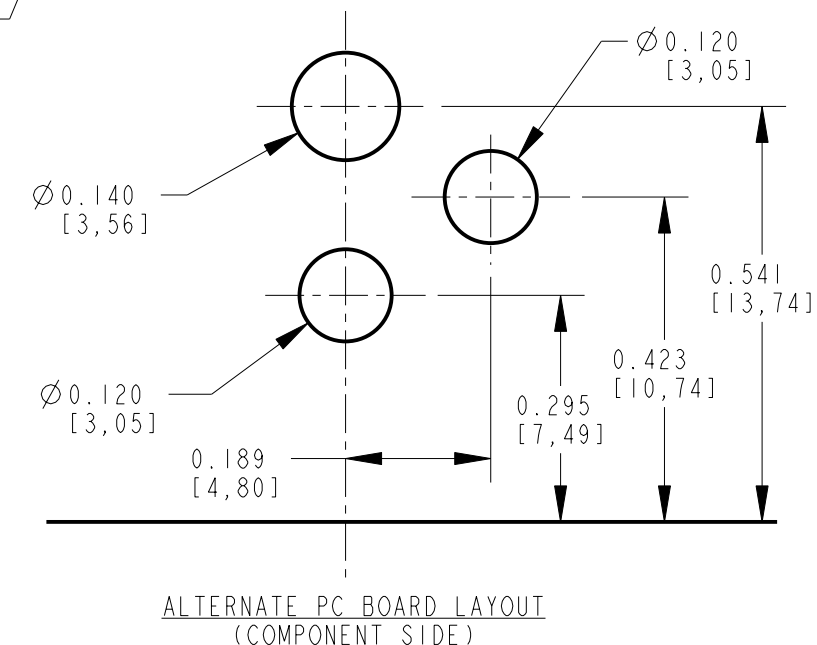 Ø0.120
[3,05]
Ø0.140
[3,56]
0.541
[13,74]
0.423
[10,74]
Ø0.120
[3,05]
0.295
[7,49]
0.189
[4,80]
ALTERNATE PC BOARD LAYOUT
(COMPONENT SIDE)